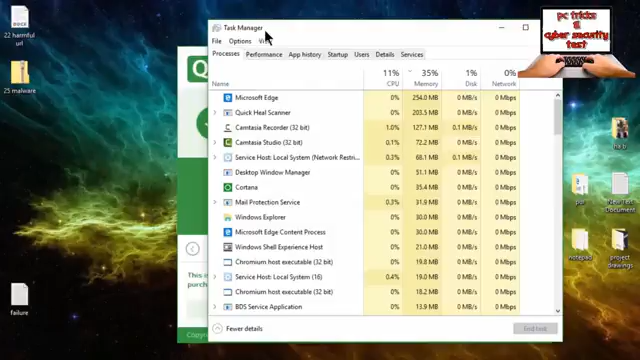 22 harmful
url
25 malware
failure
Task Manager
File Options
Processes Performance App history Startup Users Details Services
11% 35% 1% 0%
Name CPU Memory Disk Network
Microsoft Edge 0% 254.0 MB 0 MB/s 0 Mbps
Quick Heal Scanner 0% 203.5 MB 0 MB/s 0 Mbps
Camtasia Recorder (32 bit) 1.0% 127.1 MB 0.1 MB/s 0 Mbps
Camtasia Studio (32 bit) 0.1% 72.2 MB 0 MB/s 0 Mbps
Service Host: Local System (Network Restri... 0.3% 68.1 MB 0.1 MB/s 0 Mbps
Desktop Window Manager 0% 51.1 MB 0 MB/s 0 Mbps
Cortana 0% 35.4 MB 0 MB/s 0 Mbps
Mail Protection Service 0.3% 31.9 MB 0 MB/s 0 Mbps
Windows Explorer 0% 30.0 MB 0 MB/s 0 Mbps
Microsoft Edge Content Process 0% 30.0 MB 0 MB/s 0 Mbps
Windows Shell Experience Host 0% 21.0 MB 0 MB/s 0 Mbps
Chromium host executable (32 bit) 0% 19.8 MB 0 MB/s 0 Mbps
Service Host: Local System (16) 0.4% 19.0 MB 0 MB/s 0 Mbps
Chromium host executable (32 bit) 0% 18.2 MB 0 MB/s 0 Mbps
BDS Service Application 0% 13.9 MB 0 MB/s 0 Mbps
Fewer details End task
Q
This is
purch
Copyrig
pc tricks
&
cyber security
test
New Text
Document
notepad
project
drawings